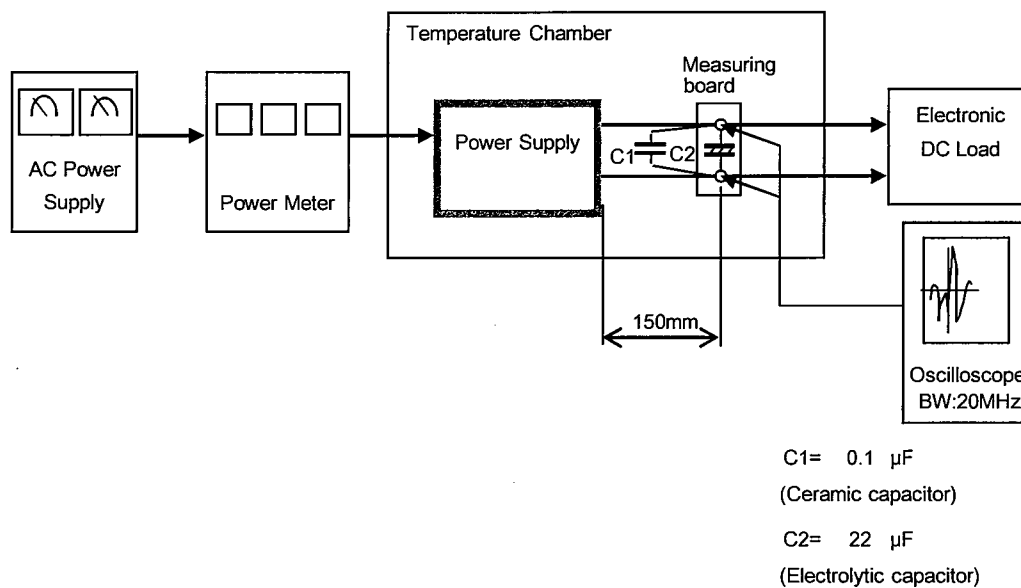 Temperature Chamber
Measuring
board
AC Power
Supply
Power Meter
Power Supply
C1
C2
Electronic
DC Load
150mm
Oscilloscope
BW:20MHz
C1= 0.1 µF
(Ceramic capacitor)
C2= 22 µF
(Electrolytic capacitor)